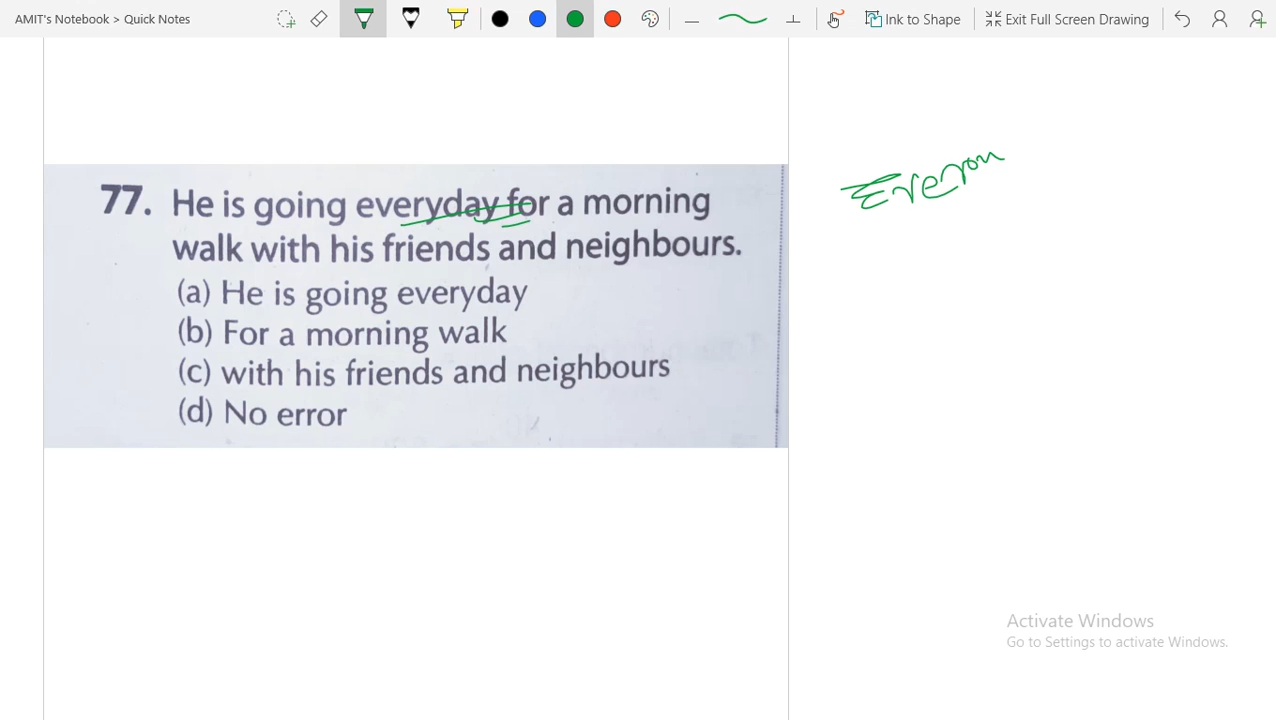 AMIT's Notebook > Quick Notes
Ink to Shape
Exit Full Screen Drawing
77. He is going everyday for a morning
walk with his friends and neighbours.
(a) He is going everyday
(b) For a morning walk
(c) with his friends and neighbours
(d) No error
Activate Windows
Go to Settings to activate Windows.